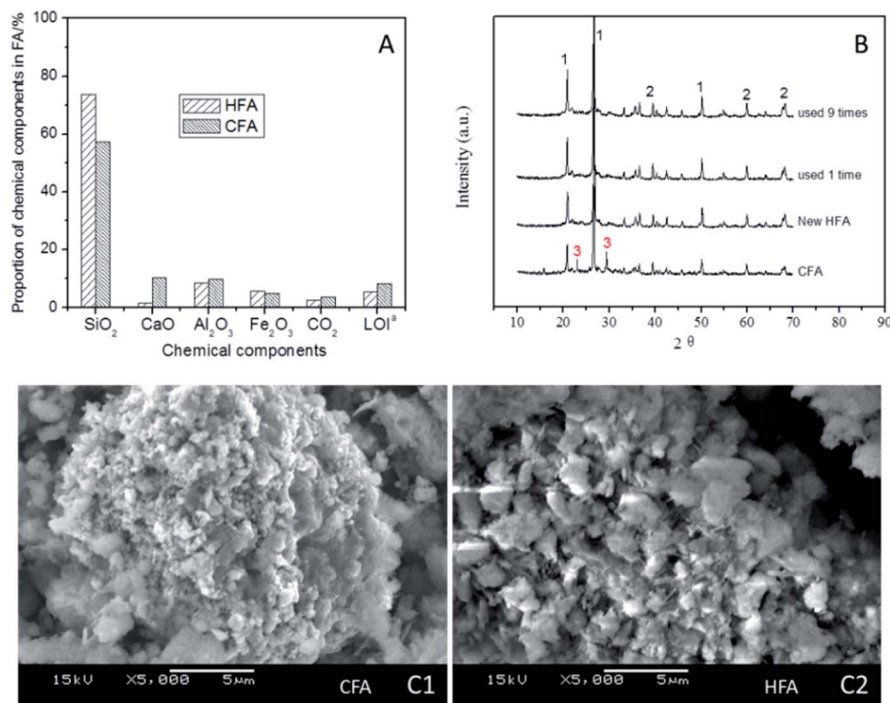 A
Proportion of chemical components in FA/%
100
80
60
40
20
0
HFA
CFA
SiO₂ CaO Al₂O₃ Fe₂O₃ CO₂ LOIᵃ
Chemical components
B
Intensity (a.u.)
1
1
2
1
2
2
used 9 times
used 1 time
New HFA
3
3
CFA
10 20 30 40 50 60 70 80 90
2 θ
15kV X5,000 5μm CFA C1
15kV X5,000 5μm HFA C2